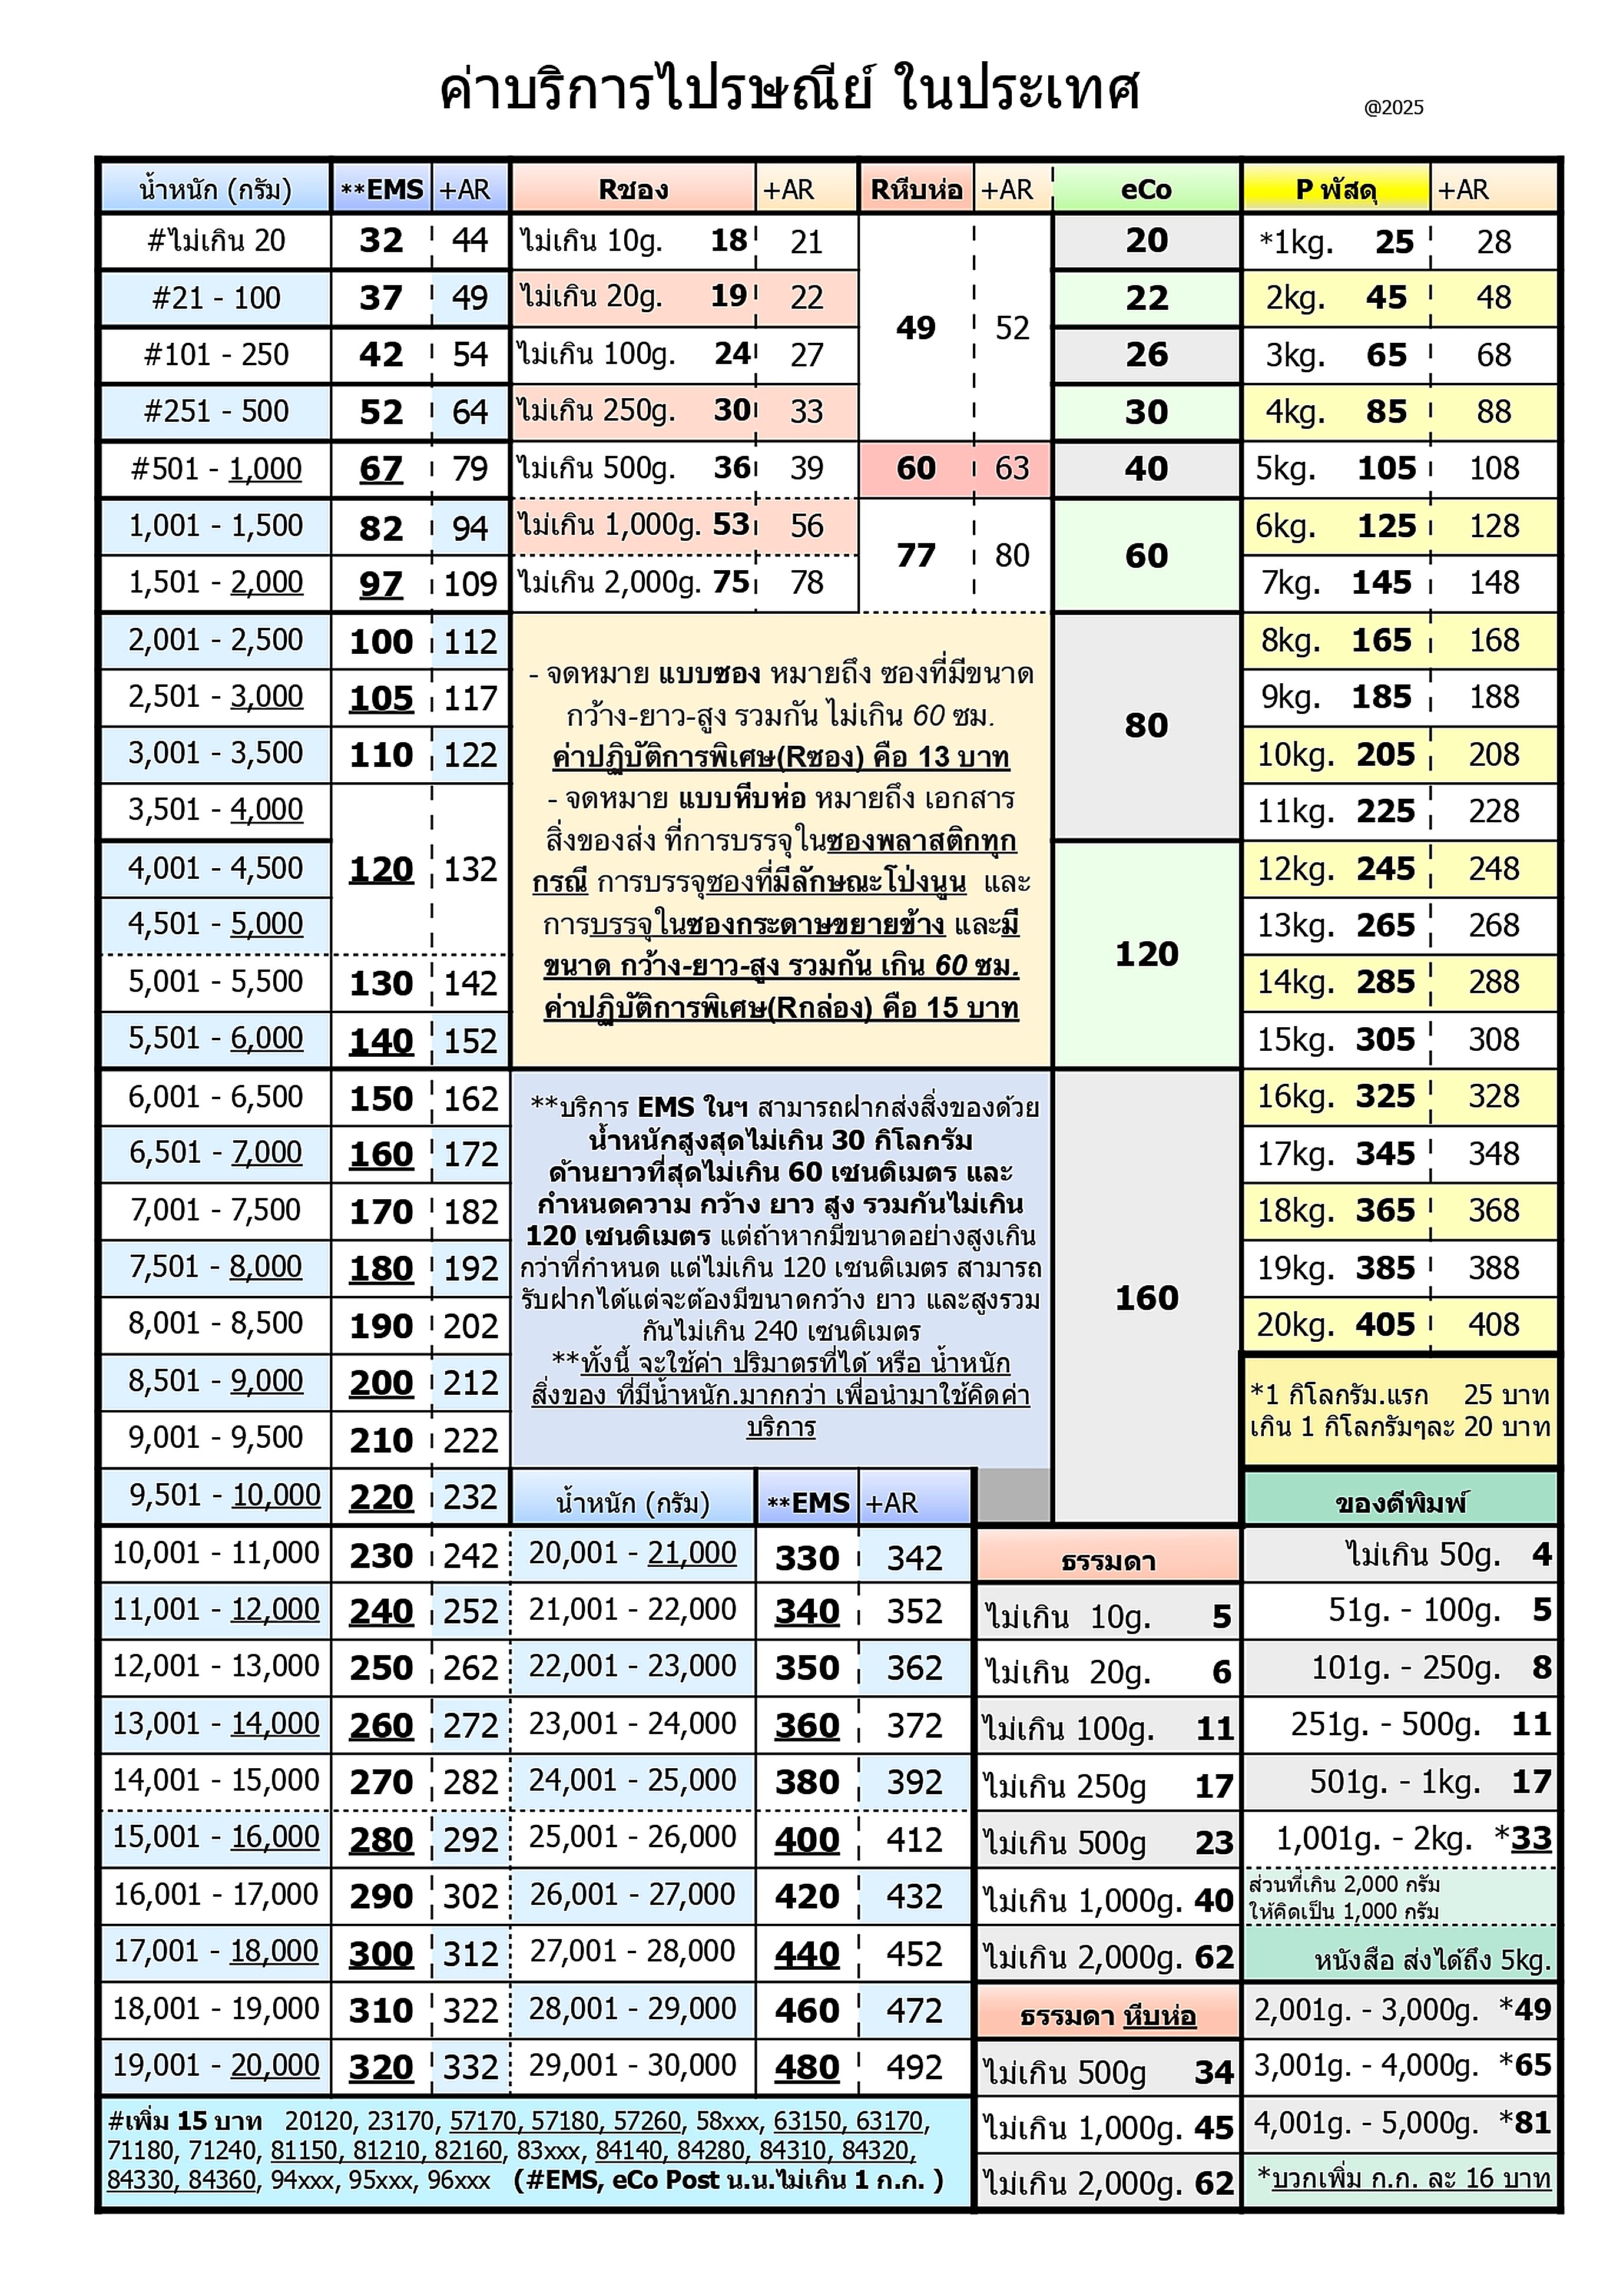 ค่าบริการไปรษณีย์ ในประเทศ @2025
น้ำหนัก (กรัม) **EMS +AR Rซอง +AR Rหีบห่อ +AR eCo P พัสดุ +AR
#ไม่เกิน 20 32 44 ไม่เกิน 10g. 18 21 20 *1kg. 25 28
#21 - 100 37 49 ไม่เกิน 20g. 19 22 49 52 22 2kg. 45 48
#101 - 250 42 54 ไม่เกิน 100g. 24 27 26 3kg. 65 68
#251 - 500 52 64 ไม่เกิน 250g. 30 33 30 4kg. 85 88
#501 - 1,000 67 79 ไม่เกิน 500g. 36 39 60 63 40 5kg. 105 108
1,001 - 1,500 82 94 ไม่เกิน 1,000g. 53 56 77 80 60 6kg. 125 128
1,501 - 2,000 97 109 ไม่เกิน 2,000g. 75 78 7kg. 145 148
2,001 - 2,500 100 112 8kg. 165 168
2,501 - 3,000 105 117 80 9kg. 185 188
3,001 - 3,500 110 122 10kg. 205 208
3,501 - 4,000 11kg. 225 228
4,001 - 4,500 120 132 12kg. 245 248
4,501 - 5,000 120 13kg. 265 268
5,001 - 5,500 130 142 14kg. 285 288
5,501 - 6,000 140 152 15kg. 305 308
- จดหมาย แบบซอง หมายถึง ซองที่มีขนาด
กว้าง-ยาว-สูง รวมกัน ไม่เกิน 60 ซม.
ค่าปฏิบัติการพิเศษ(Rซอง) คือ 13 บาท
- จดหมาย แบบหีบห่อ หมายถึง เอกสาร
สิ่งของส่ง ที่การบรรจุในซองพลาสติกทุก
กรณี การบรรจุซองที่มีลักษณะโป่งนูน และ
การบรรจุในซองกระดาษขยายข้าง และมี
ขนาด กว้าง-ยาว-สูง รวมกัน เกิน 60 ซม.
ค่าปฏิบัติการพิเศษ(Rกล่อง) คือ 15 บาท
6,001 - 6,500 150 162 16kg. 325 328
6,501 - 7,000 160 172 17kg. 345 348
7,001 - 7,500 170 182 18kg. 365 368
7,501 - 8,000 180 192 160 19kg. 385 388
8,001 - 8,500 190 202 20kg. 405 408
8,501 - 9,000 200 212
9,001 - 9,500 210 222
**บริการ EMS ในฯ สามารถฝากส่งสิ่งของด้วย
น้ำหนักสูงสุดไม่เกิน 30 กิโลกรัม
ด้านยาวที่สุดไม่เกิน 60 เซนติเมตร และ
กำหนดความ กว้าง ยาว สูง รวมกันไม่เกิน
120 เซนติเมตร แต่ถ้าหากมีขนาดอย่างสูงเกิน
กว่าที่กำหนด แต่ไม่เกิน 120 เซนติเมตร สามารถ
รับฝากได้แต่จะต้องมีขนาดกว้าง ยาว และสูงรวม
กันไม่เกิน 240 เซนติเมตร
**ทั้งนี้ จะใช้ค่า ปริมาตรที่ได้ หรือ น้ำหนัก
สิ่งของ ที่มีน้ำหนัก.มากกว่า เพื่อนำมาใช้คิดค่า
บริการ
*1 กิโลกรัม.แรก 25 บาท
เกิน 1 กิโลกรัมๆละ 20 บาท
9,501 - 10,000 220 232 น้ำหนัก (กรัม) **EMS +AR ของตีพิมพ์
10,001 - 11,000 230 242 20,001 - 21,000 330 342 ธรรมดา ไม่เกิน 50g. 4
11,001 - 12,000 240 252 21,001 - 22,000 340 352 ไม่เกิน 10g. 5 51g. - 100g. 5
12,001 - 13,000 250 262 22,001 - 23,000 350 362 ไม่เกิน 20g. 6 101g. - 250g. 8
13,001 - 14,000 260 272 23,001 - 24,000 360 372 ไม่เกิน 100g. 11 251g. - 500g. 11
14,001 - 15,000 270 282 24,001 - 25,000 380 392 ไม่เกิน 250g 17 501g. - 1kg. 17
15,001 - 16,000 280 292 25,001 - 26,000 400 412 ไม่เกิน 500g 23 1,001g. - 2kg. *33
16,001 - 17,000 290 302 26,001 - 27,000 420 432 ไม่เกิน 1,000g. 40 ส่วนที่เกิน 2,000 กรัม
ให้คิดเป็น 1,000 กรัม
17,001 - 18,000 300 312 27,001 - 28,000 440 452 ไม่เกิน 2,000g. 62 หนังสือ ส่งได้ถึง 5kg.
18,001 - 19,000 310 322 28,001 - 29,000 460 472 ธรรมดา หีบห่อ 2,001g. - 3,000g. *49
19,001 - 20,000 320 332 29,001 - 30,000 480 492 ไม่เกิน 500g 34 3,001g. - 4,000g. *65
#เพิ่ม 15 บาท 20120, 23170, 57170, 57180, 57260, 58xxx, 63150, 63170,
71180, 71240, 81150, 81210, 82160, 83xxx, 84140, 84280, 84310, 84320,
84330, 84360, 94xxx, 95xxx, 96xxx (#EMS, eCo Post น.น.ไม่เกิน 1 ก.ก. )
ไม่เกิน 1,000g. 45 4,001g. - 5,000g. *81
ไม่เกิน 2,000g. 62 *บวกเพิ่ม ก.ก. ละ 16 บาท